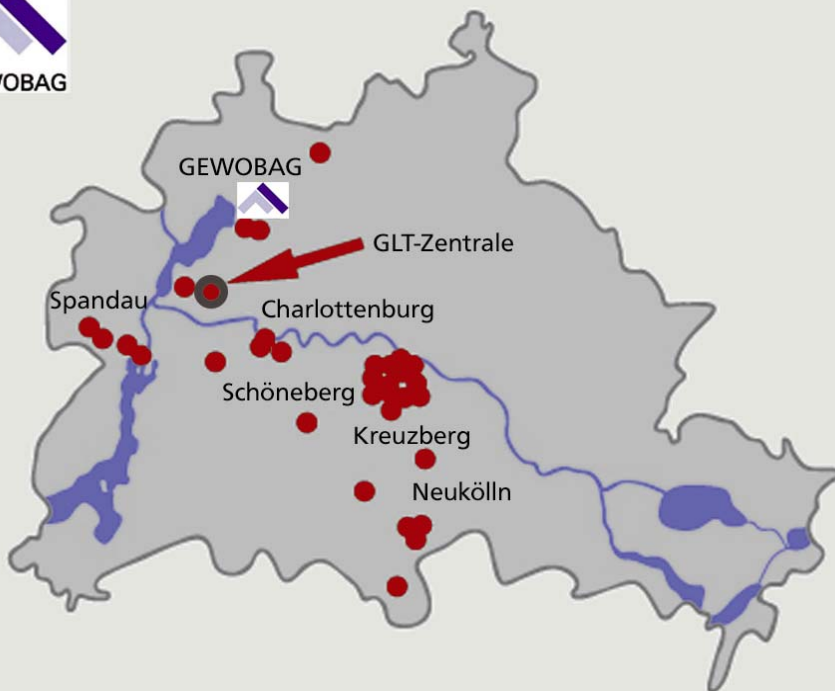 WOBAG
GEWOBAG
GLT-Zentrale
Spandau
Charlottenburg
Schöneberg
Kreuzberg
Neukölln